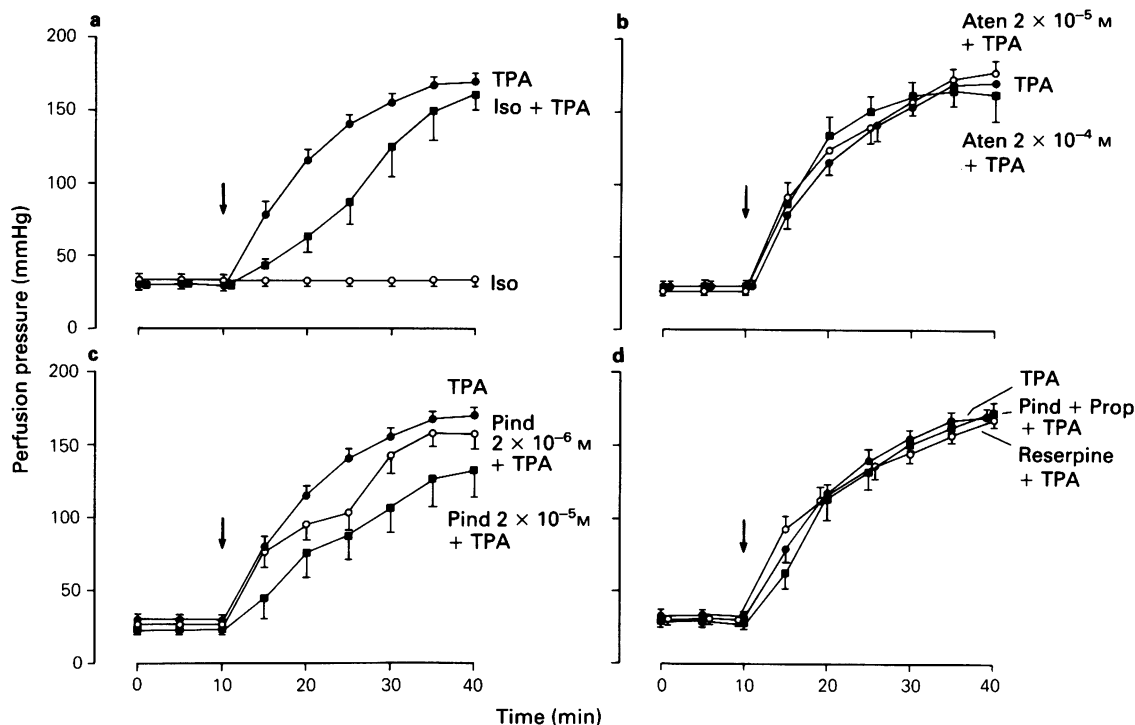 Perfusion pressure (mmHg)
a
200
150
100
50
0
TPA
Iso + TPA
Iso
b
Aten 2 × 10⁻⁵ M
+ TPA
TPA
Aten 2 × 10⁻⁴ M
+ TPA
c
200
150
100
50
0
TPA
Pind
2 × 10⁻⁶ M
+ TPA
Pind 2 × 10⁻⁵ M
+ TPA
0 10 20 30 40
d
TPA
Pind + Prop
+ TPA
Reserpine
+ TPA
0 10 20 30 40
Time (min)